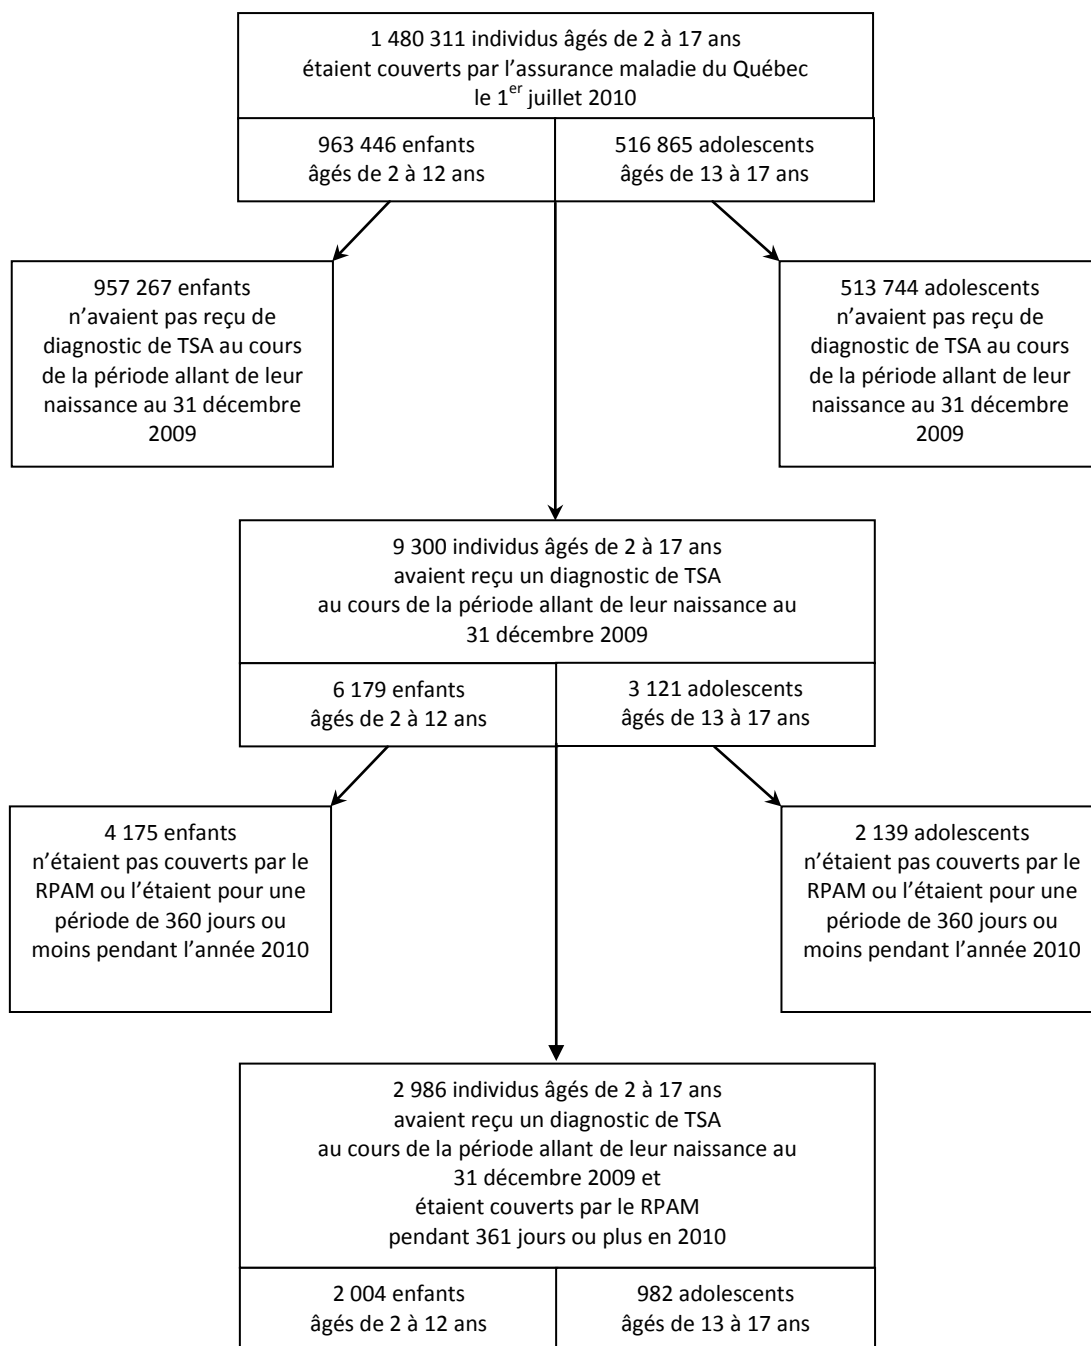 1 480 311 individus âgés de 2 à 17 ans
étaient couverts par l’assurance maladie du Québec
le 1er juillet 2010
963 446 enfants
âgés de 2 à 12 ans
516 865 adolescents
âgés de 13 à 17 ans
957 267 enfants
n’avaient pas reçu de
diagnostic de TSA au cours
de la période allant de leur
naissance au 31 décembre
2009
513 744 adolescents
n’avaient pas reçu de
diagnostic de TSA au cours
de la période allant de leur
naissance au 31 décembre
2009
9 300 individus âgés de 2 à 17 ans
avaient reçu un diagnostic de TSA
au cours de la période allant de leur naissance au
31 décembre 2009
6 179 enfants
âgés de 2 à 12 ans
3 121 adolescents
âgés de 13 à 17 ans
4 175 enfants
n’étaient pas couverts par le
RPAM ou l’étaient pour une
période de 360 jours ou
moins pendant l’année 2010
2 139 adolescents
n’étaient pas couverts par le
RPAM ou l’étaient pour une
période de 360 jours ou
moins pendant l’année 2010
2 986 individus âgés de 2 à 17 ans
avaient reçu un diagnostic de TSA
au cours de la période allant de leur naissance au
31 décembre 2009 et
étaient couverts par le RPAM
pendant 361 jours ou plus en 2010
2 004 enfants
âgés de 2 à 12 ans
982 adolescents
âgés de 13 à 17 ans